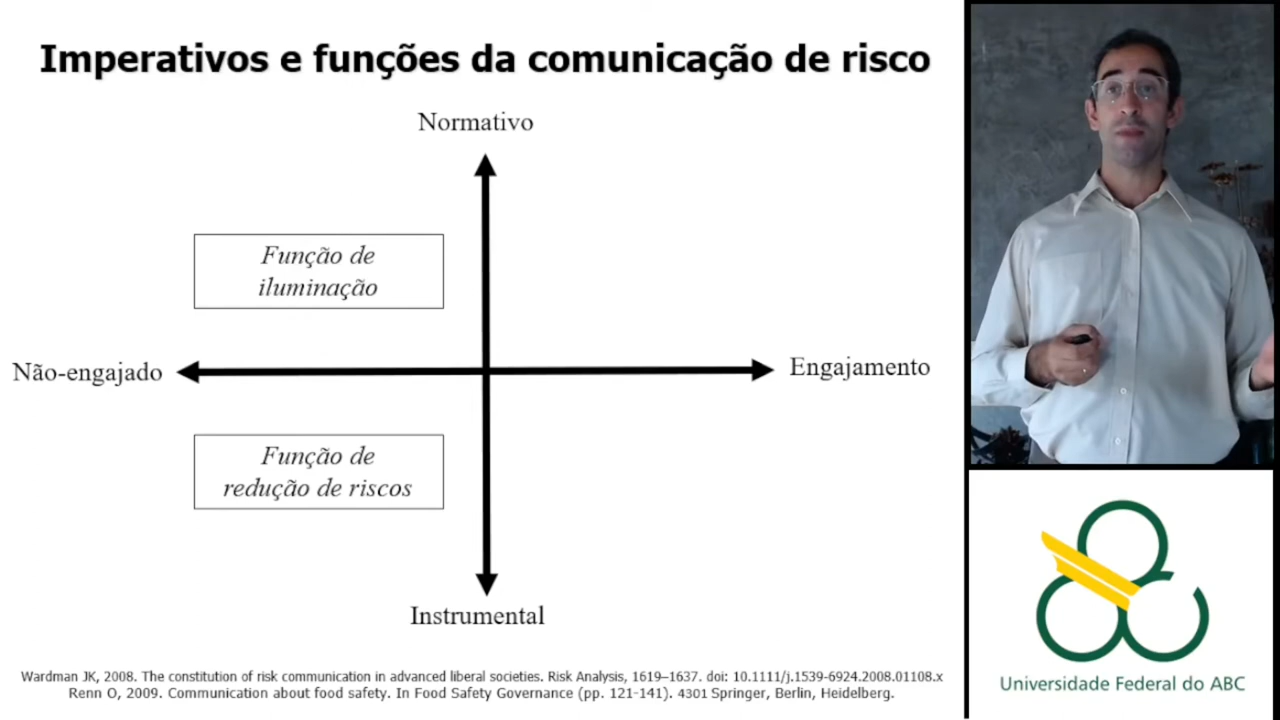 Imperativos e funções da comunicação de risco
Normativo
Função de
iluminação
Não-engajado
Engajamento
Função de
redução de riscos
Instrumental
Wardman JK, 2008. The constitution of risk communication in advanced liberal societies. Risk Analysis, 1619–1637. doi: 10.1111/j.1539-6924.2008.01108.x
Renn O, 2009. Communication about food safety. In Food Safety Governance (pp. 121-141). 4301 Springer, Berlin, Heidelberg.
Universidade Federal do ABC